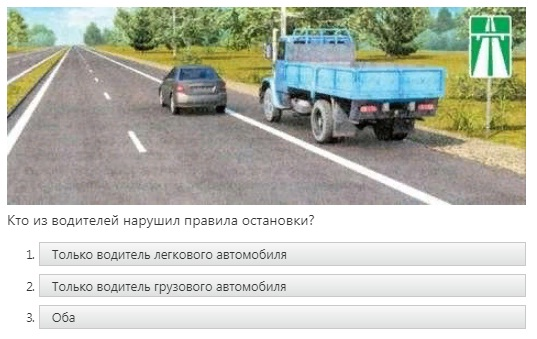 Кто из водителей нарушил правила остановки?
1. Только водитель легкового автомобиля
2. Только водитель грузового автомобиля
3. Оба